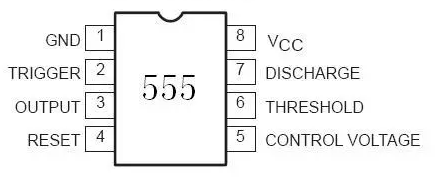 GND 1 8 VCC
TRIGGER 2 7 DISCHARGE
555
OUTPUT 3 6 THRESHOLD
RESET 4 5 CONTROL VOLTAGE